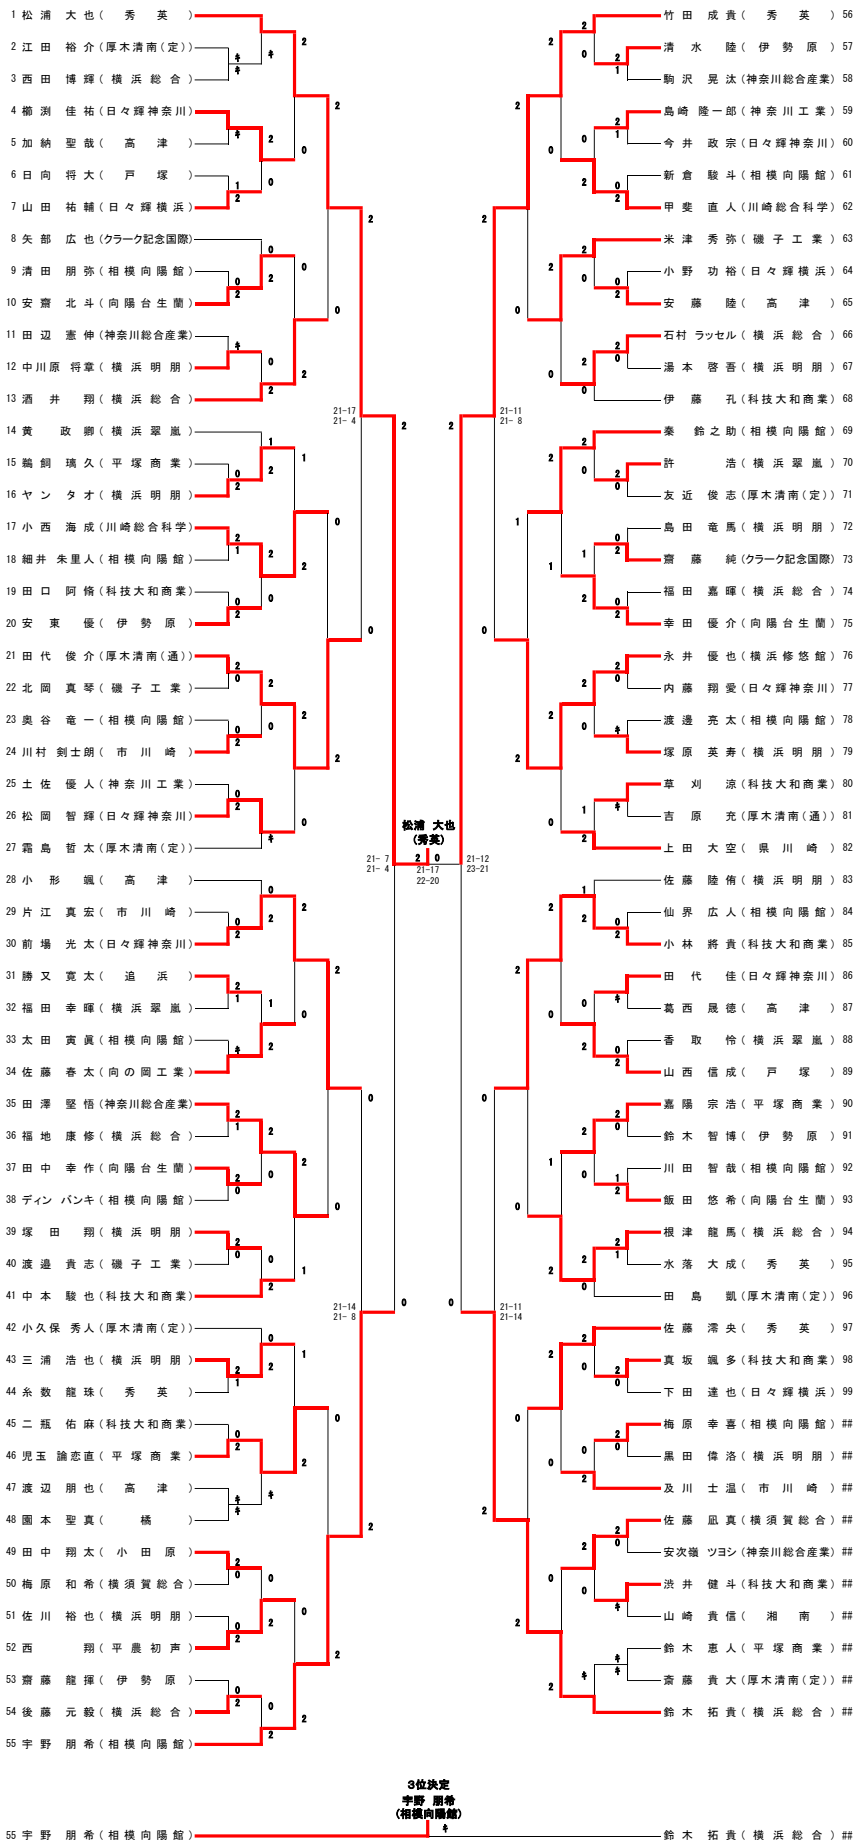 1 松浦 大也 (秀英)
2 江田 裕介 (厚木清南(定))
3 西田 博輝 (横浜総合)
4 櫛渕 佳祐 (日々輝神奈川)
5 加納 聖哉 (高津)
6 日向 将大 (戸塚)
7 山田 祐輔 (日々輝横浜)
8 矢部 広也 (クラーク記念国際)
9 清田 朋弥 (相模向陽館)
10 安齋 北斗 (向陽台生蘭)
11 田辺 憲伸 (神奈川総合産業)
12 中川原 将章 (横浜明朋)
13 酒井 翔 (横浜総合)
14 黄 政卿 (横浜翠嵐)
15 鵜飼 璃久 (平塚商業)
16 ヤン タオ (横浜明朋)
17 小西 海成 (川崎総合科学)
18 細井 朱里人 (相模向陽館)
19 田口 阿脩 (科技大和商業)
20 安東 優 (伊勢原)
21 田代 俊介 (厚木清南(通))
22 北岡 真琴 (磯子工業)
23 奥谷 竜一 (相模向陽館)
24 川村 剣士朗 (市川崎)
25 土佐 優人 (神奈川工業)
26 松岡 智輝 (日々輝神奈川)
27 霜島 哲太 (厚木清南(定))
28 小形 颯 (高津)
29 片江 真宏 (市川崎)
30 前場 光太 (日々輝神奈川)
31 勝又 寛太 (追浜)
32 福田 幸暉 (横浜翠嵐)
33 太田 寅眞 (相模向陽館)
34 佐藤 春太 (向の岡工業)
35 田澤 堅悟 (神奈川総合産業)
36 福地 康修 (横浜総合)
37 田中 幸作 (向陽台生蘭)
38 ディン バンキ (相模向陽館)
39 塚田 翔 (横浜明朋)
40 渡邉 貴志 (磯子工業)
41 中本 駿也 (科技大和商業)
42 小久保 秀人 (厚木清南(定))
43 三浦 浩也 (横浜明朋)
44 糸数 龍珠 (秀英)
45 二瓶 佑麻 (科技大和商業)
46 児玉 論恋直 (平塚商業)
47 渡辺 朋也 (高津)
48 園本 聖真 (橘)
49 田中 翔太 (小田原)
50 梅原 和希 (横須賀総合)
51 佐川 裕也 (横浜明朋)
52 西 翔 (平農初声)
53 齋藤 龍揮 (伊勢原)
54 後藤 元毅 (横浜総合)
55 宇野 朋希 (相模向陽館)
21-17
21- 4
21-14
21- 8
21- 7
21- 4
松浦 大也
(秀英)
2 0
21-17
22-20
21-12
23-21
21-11
21- 8
21-11
21-14
竹田 成貴 (秀英) 56
清水 陸 (伊勢原) 57
駒沢 晃汰 (神奈川総合産業) 58
島崎 隆一郎 (神奈川工業) 59
今井 政宗 (日々輝神奈川) 60
新倉 駿斗 (相模向陽館) 61
甲斐 直人 (川崎総合科学) 62
米津 秀弥 (磯子工業) 63
小野 功裕 (日々輝横浜) 64
安藤 陸 (高津) 65
石村 ラッセル (横浜総合) 66
湯本 啓吾 (横浜明朋) 67
伊藤 孔 (科技大和商業) 68
秦 鈴之助 (相模向陽館) 69
許 浩 (横浜翠嵐) 70
友近 俊志 (厚木清南(定)) 71
島田 竜馬 (横浜明朋) 72
齋藤 純 (クラーク記念国際) 73
福田 嘉暉 (横浜総合) 74
幸田 優介 (向陽台生蘭) 75
永井 優也 (横浜修悠館) 76
内藤 翔愛 (日々輝神奈川) 77
渡邊 亮太 (相模向陽館) 78
塚原 英寿 (横浜明朋) 79
草刈 涼 (科技大和商業) 80
吉原 充 (厚木清南(通)) 81
上田 大空 (県川崎) 82
佐藤 陸侑 (横浜明朋) 83
仙界 広人 (相模向陽館) 84
小林 將貴 (科技大和商業) 85
田代 佳 (日々輝神奈川) 86
葛西 晟徳 (高津) 87
香取 怜 (横浜翠嵐) 88
山西 信成 (戸塚) 89
嘉陽 宗浩 (平塚商業) 90
鈴木 智博 (伊勢原) 91
川田 智哉 (相模向陽館) 92
飯田 悠希 (向陽台生蘭) 93
根津 龍馬 (横浜総合) 94
水落 大成 (秀英) 95
田島 凱 (厚木清南(定)) 96
佐藤 澪央 (秀英) 97
真坂 颯多 (科技大和商業) 98
下田 達也 (日々輝横浜) 99
梅原 幸喜 (相模向陽館) ##
黒田 偉洛 (横浜明朋) ##
及川 士温 (市川崎) ##
佐藤 凪真 (横須賀総合) ##
安次嶺 ツヨシ (神奈川総合産業) ##
渋井 健斗 (科技大和商業) ##
山崎 貴信 (湘南) ##
鈴木 恵人 (平塚商業) ##
斎藤 貴大 (厚木清南(定)) ##
鈴木 拓貴 (横浜総合) ##
3位決定
宇野 朋希
(相模向陽館)
55 宇野 朋希 (相模向陽館)
キ
鈴木 拓貴 (横浜総合) ##